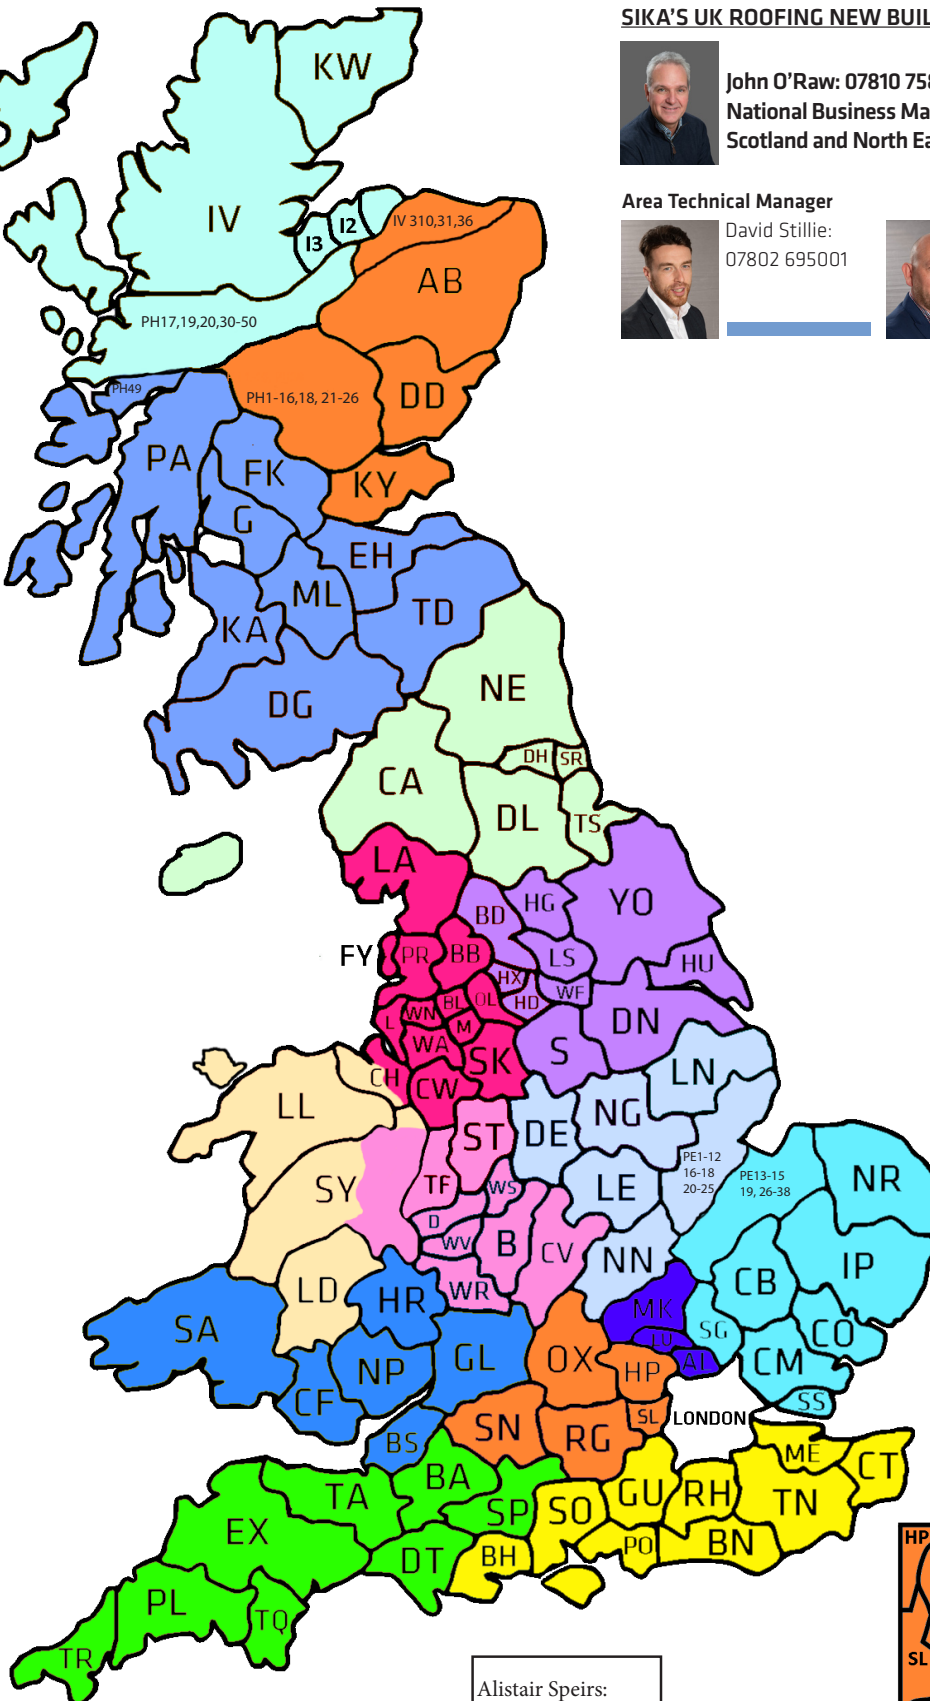 SIKA'S UK ROOFING NEW BUIL
John O'Raw: 07810 758
National Business Ma
Scotland and North Ea
Area Technical Manager
David Stillie:
07802 695001
KW
IV
I3
I2
IV 310,31,36
AB
PH17,19,20,30-50
PH49
PH1-16,18, 21-26
DD
PA
FK
KY
G
EH
ML
TD
KA
DG
NE
DH
SR
CA
DL
TS
LA
YO
HG
BD
FY
PR
BB
LS
HU
HX
WF
BL
OL
HD
L
WN
M
DN
WA
S
SK
LN
CH
CW
LL
NG
ST
DE
PE1-12
16-18
20-25
PE13-15
19, 26-38
NR
SY
TF
WS
LE
D
WV
B
CV
NN
IP
CB
LD
HR
WR
MK
SA
SG
CO
LU
AL
CM
NP
GL
OX
HP
CF
SS
SL
LONDON
SN
RG
BS
ME
CT
BA
GU
RH
TN
TA
SP
SO
EX
DT
BH
PO
BN
HP
PL
TQ
TR
SL
Alistair Speirs: